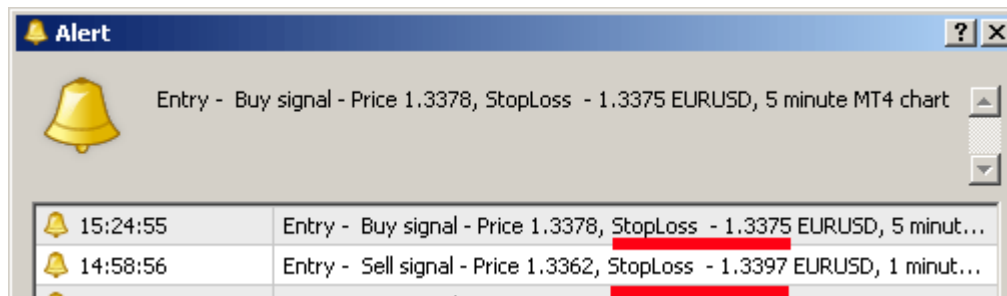 Alert
Entry -  Buy signal - Price 1.3378, StopLoss  - 1.3375 EURUSD, 5 minute MT4 chart
15:24:55 Entry -  Buy signal - Price 1.3378, StopLoss  - 1.3375 EURUSD, 5 minut...
14:58:56 Entry -  Sell signal - Price 1.3362, StopLoss  - 1.3397 EURUSD, 1 minut...